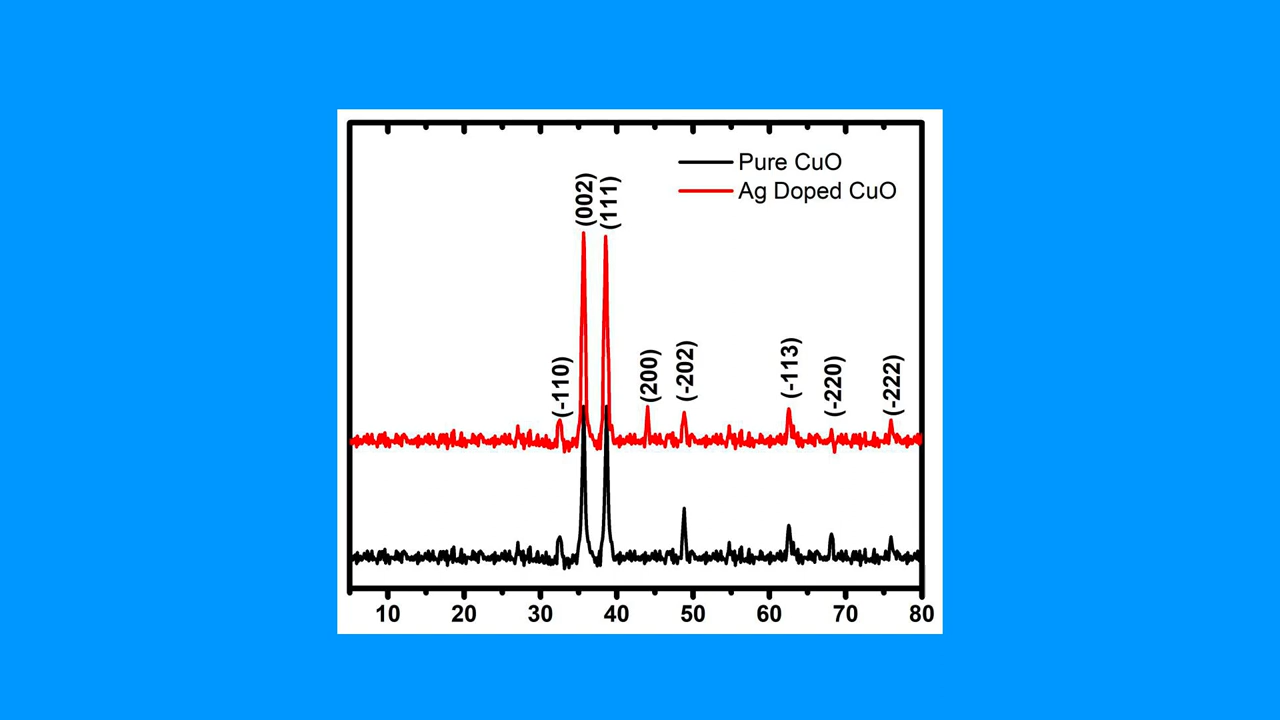 Pure CuO
Ag Doped CuO
(002)
(111)
(-110)
(200)
(-202)
(-113)
(-220)
(-222)
10 20 30 40 50 60 70 80